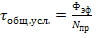 τобщ.усл. = Фэф / Nпр